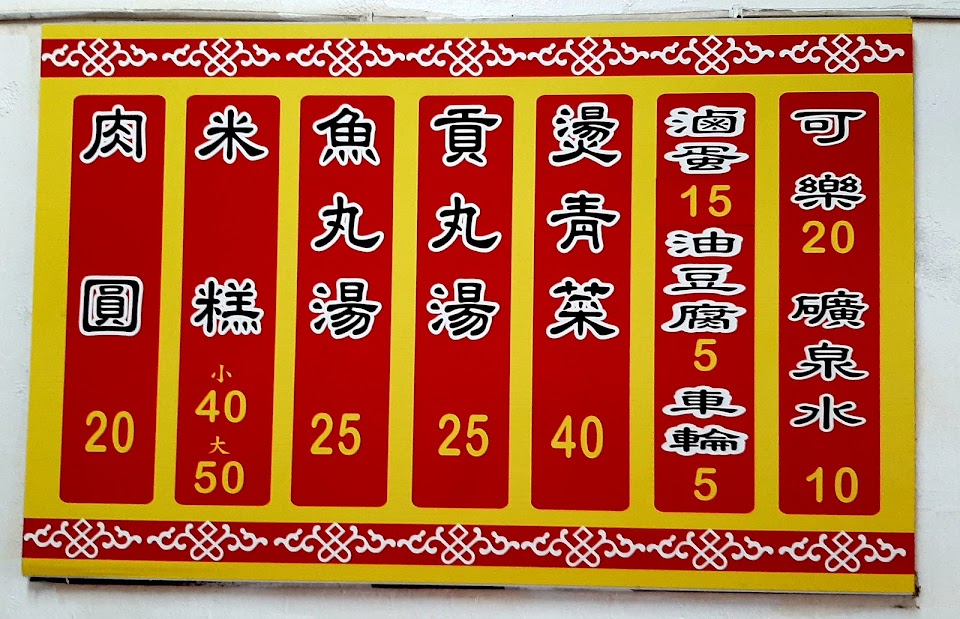 肉圓 20
米糕 小 40 大 50
魚丸湯 25
貢丸湯 25
燙青菜 40
滷蛋 15 油豆腐 5 車輪 5
可樂 20 礦泉水 10